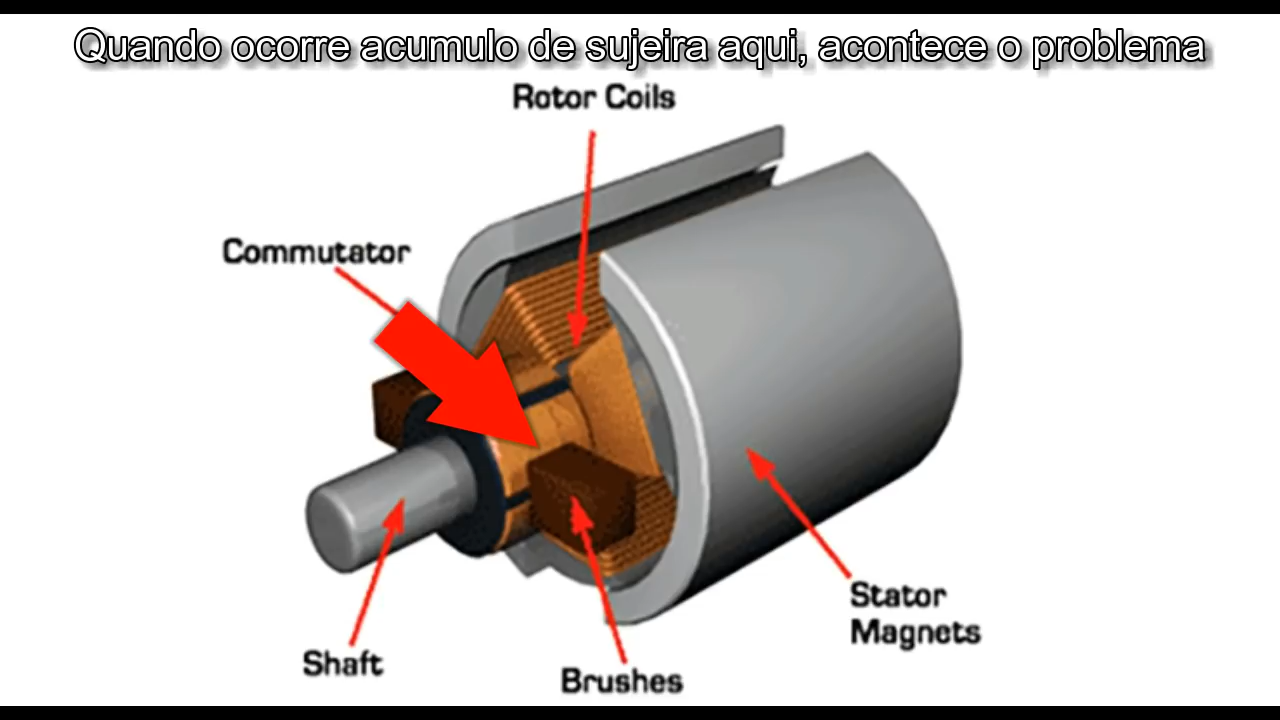 Quando ocorre acumulo de sujeira aqui, acontece o problema
Rotor Coils
Commutator
Stator
Magnets
Shaft
Brushes